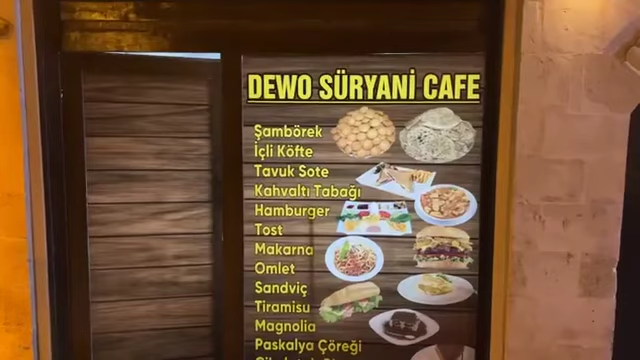 DEWO SÜRYANİ CAFE
Şambörek
İçli Köfte
Tavuk Sote
Kahvaltı Tabağı
Hamburger
Tost
Makarna
Omlet
Sandviç
Tiramisu
Magnolia
Paskalya Çöreği